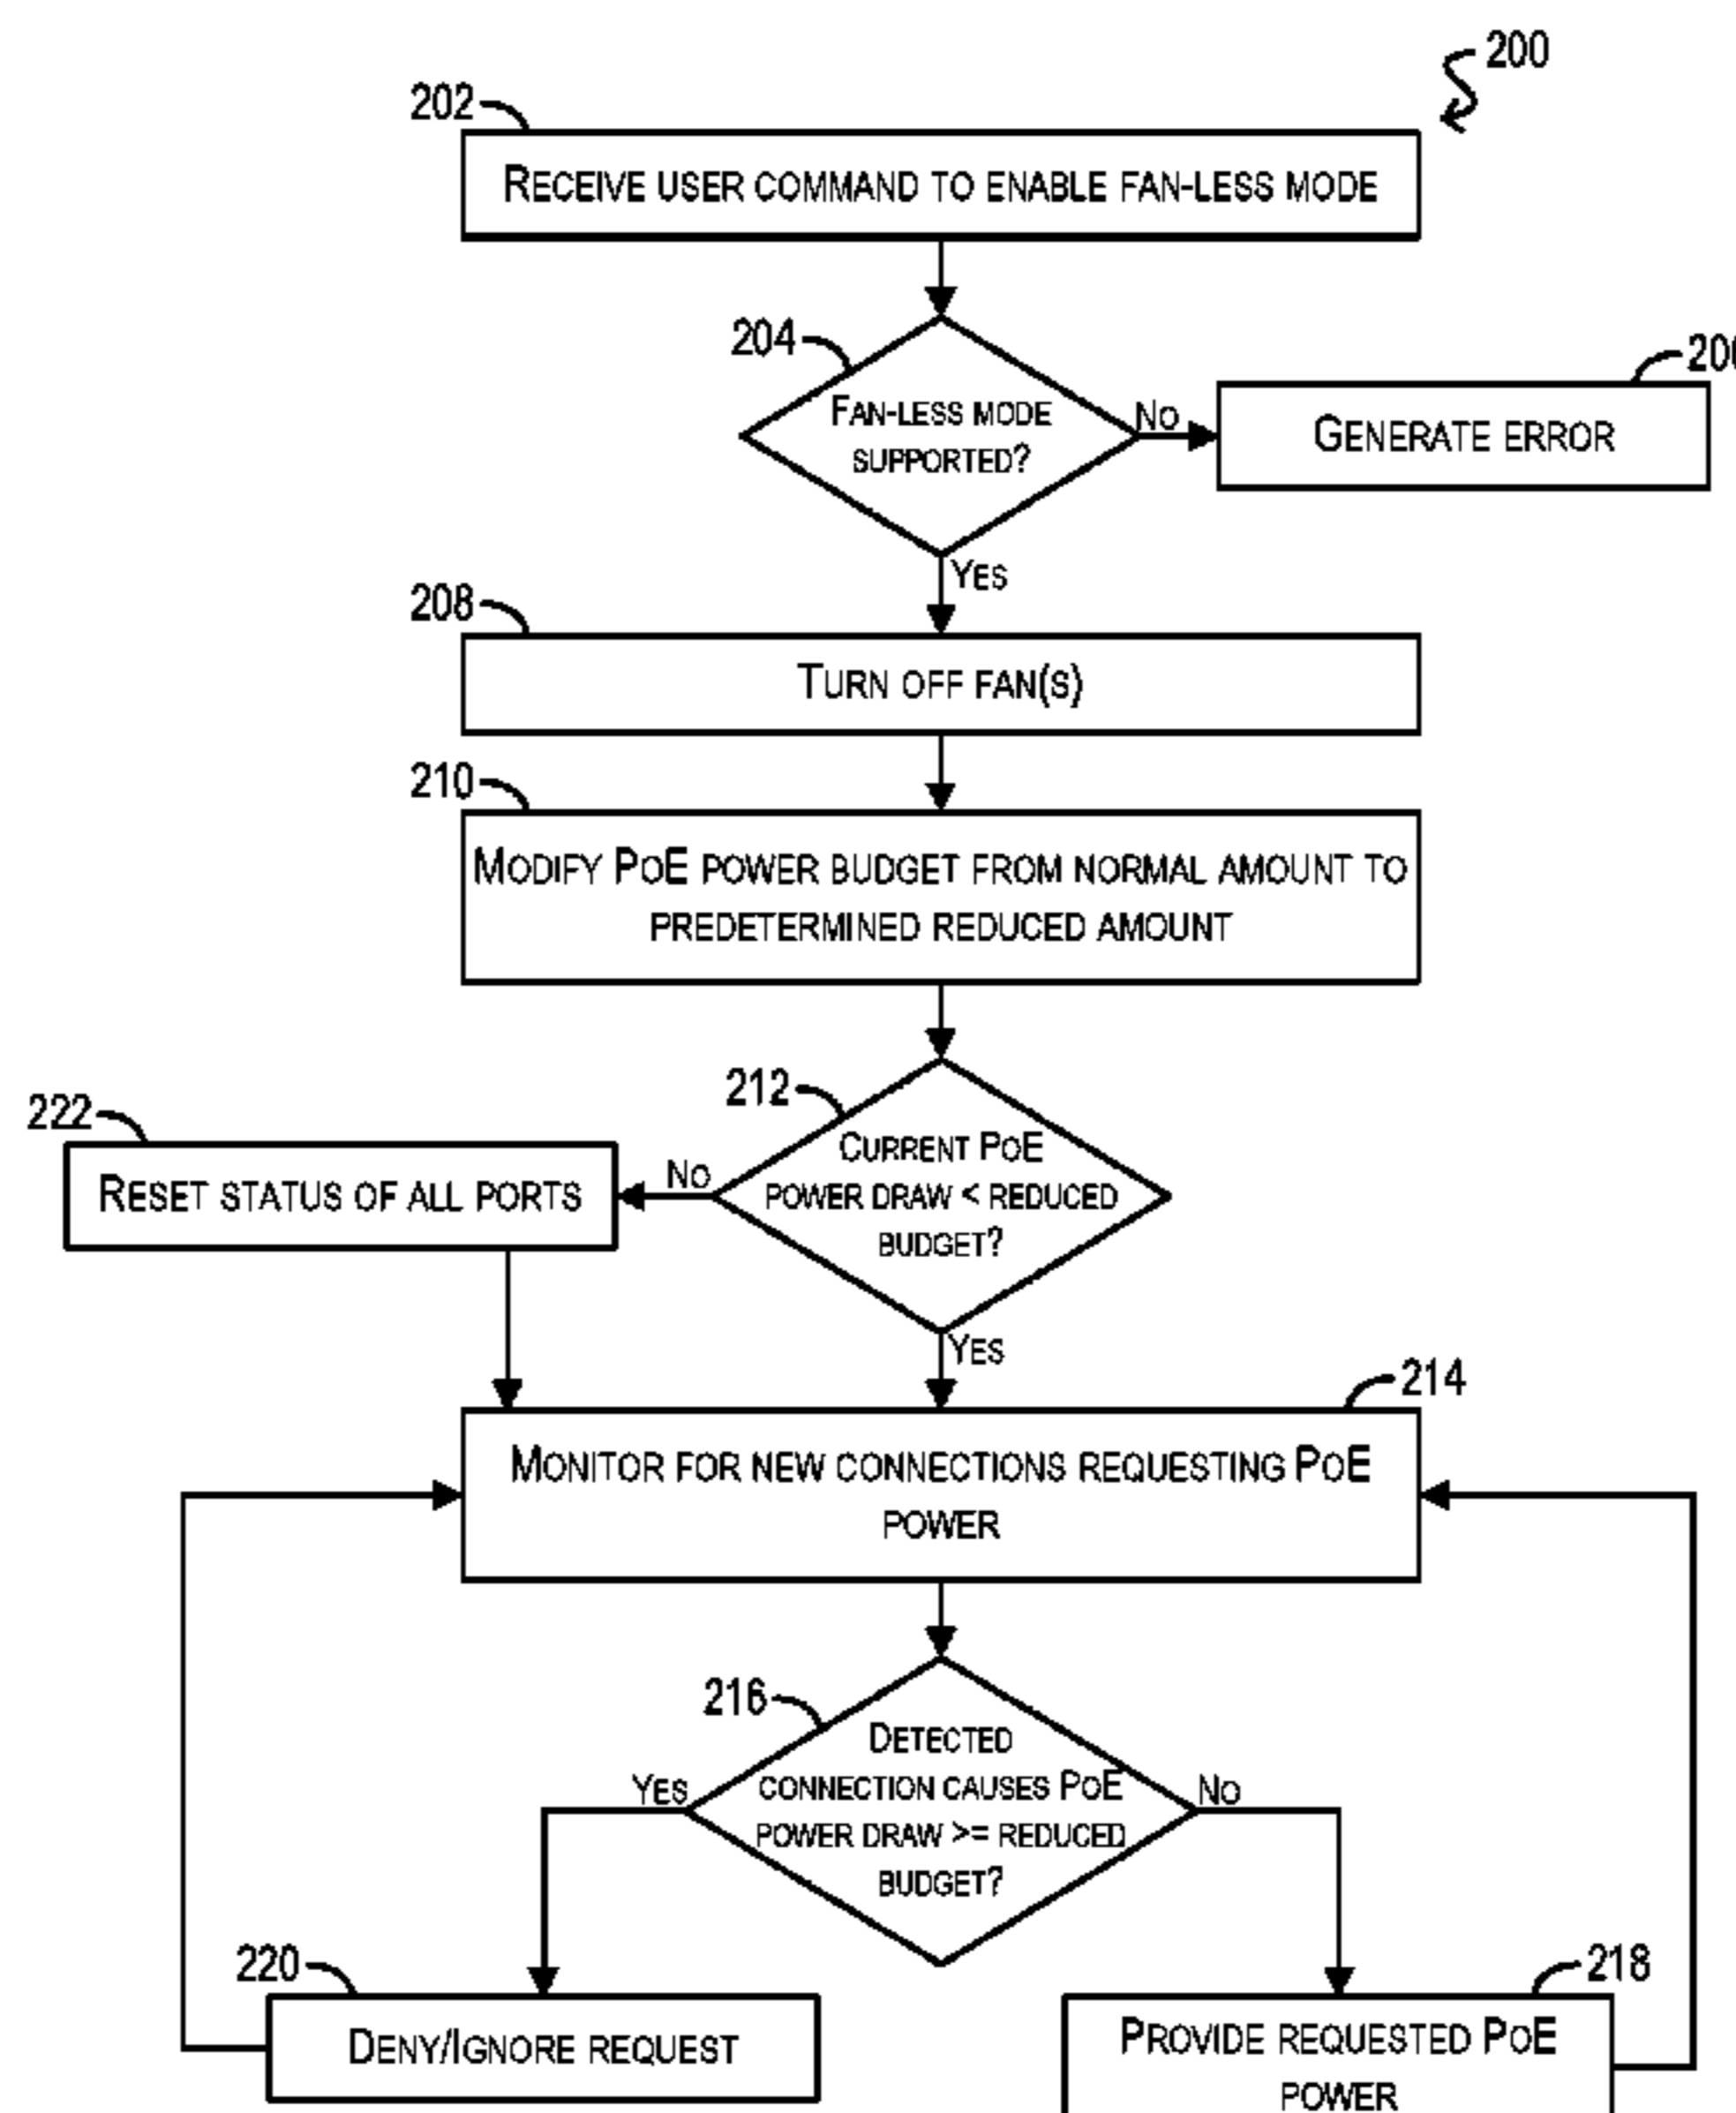 200
202
RECEIVE USER COMMAND TO ENABLE FAN-LESS MODE
204
FAN-LESS MODE
SUPPORTED?
NO
GENERATE ERROR
YES
208
TURN OFF FAN(S)
210
MODIFY POE POWER BUDGET FROM NORMAL AMOUNT TO
PREDETERMINED REDUCED AMOUNT
212
CURRENT POE
POWER DRAW < REDUCED
BUDGET?
NO
222
RESET STATUS OF ALL PORTS
YES
214
MONITOR FOR NEW CONNECTIONS REQUESTING POE
POWER
216
DETECTED
CONNECTION CAUSES POE
POWER DRAW >= REDUCED
BUDGET?
YES
NO
220
DENY/IGNORE REQUEST
218
PROVIDE REQUESTED POE
POWER